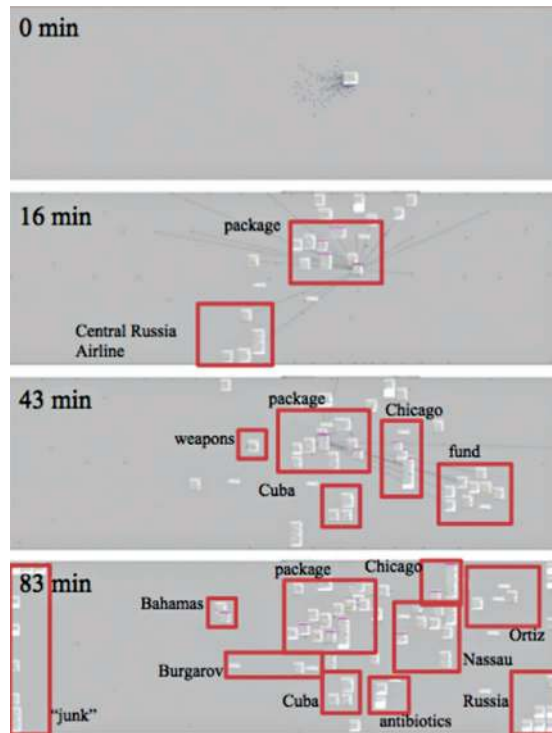 0 min
16 min
package
Central Russia
Airline
43 min
package
Chicago
weapons
fund
Cuba
83 min
package
Chicago
Bahamas
Ortiz
Burgarov
Nassau
Cuba
Russia
"junk"
antibiotics